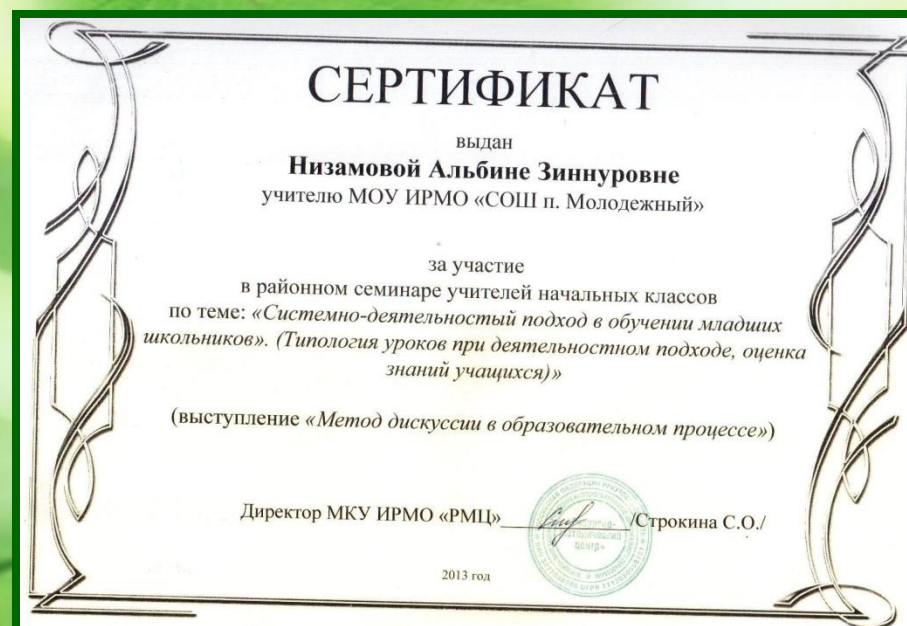 СЕРТИФИКАТ
выдан
Низамовой Альбине Зиннуровне
учителю МОУ ИРМО «СОШ п. Молодежный»
за участие
в районном семинаре учителей начальных классов
по теме: «Системно-деятельностый подход в обучении младших
школьников». (Типология уроков при деятельностном подходе, оценка
знаний учащихся)»
(выступление «Метод дискуссии в образовательном процессе»)
Директор МКУ ИРМО «РМЦ» /Строкина С.О./
центр»
2013 год